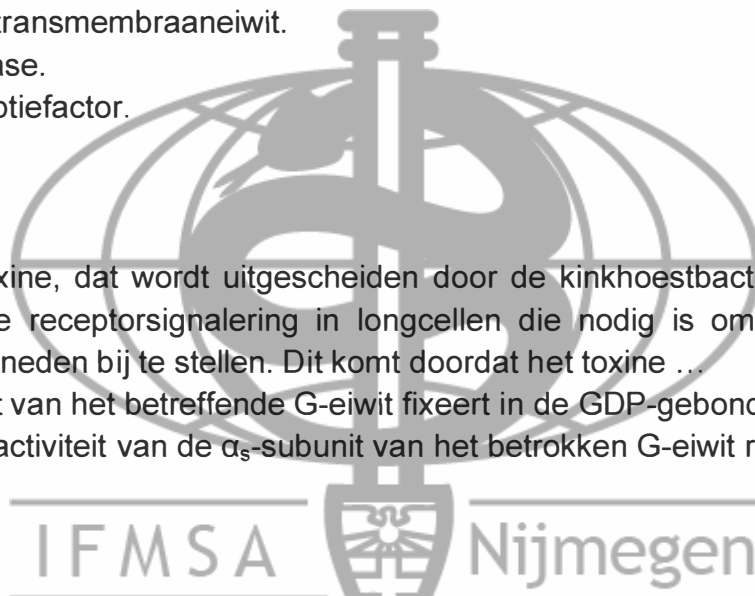 transmembraaneiwit.
ase.
otiefactor.
xine, dat wordt uitgescheiden door de kinkhoestbact
e receptorsignalering in longcellen die nodig is om
neden bij te stellen. Dit komt doordat het toxine …
t van het betreffende G-eiwit fixeert in de GDP-gebond
activiteit van de αₛ-subunit van het betrokken G-eiwit r
IFMSA Nijmegen